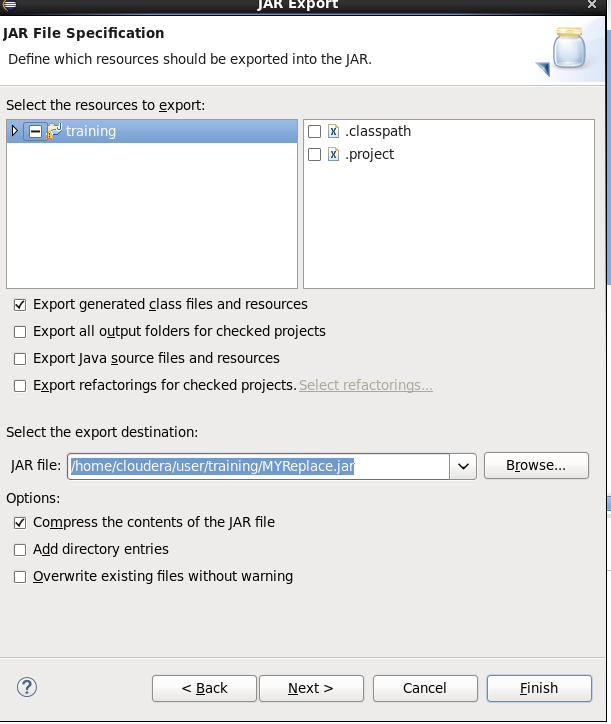 JAR Export
JAR File Specification
Define which resources should be exported into the JAR.
Select the resources to export:
training
.classpath
.project
Export generated class files and resources
Export all output folders for checked projects
Export Java source files and resources
Export refactorings for checked projects. Select refactorings...
Select the export destination:
JAR file: /home/cloudera/user/training/MYReplace.jar Browse...
Options:
Compress the contents of the JAR file
Add directory entries
Overwrite existing files without warning
< Back Next > Cancel Finish